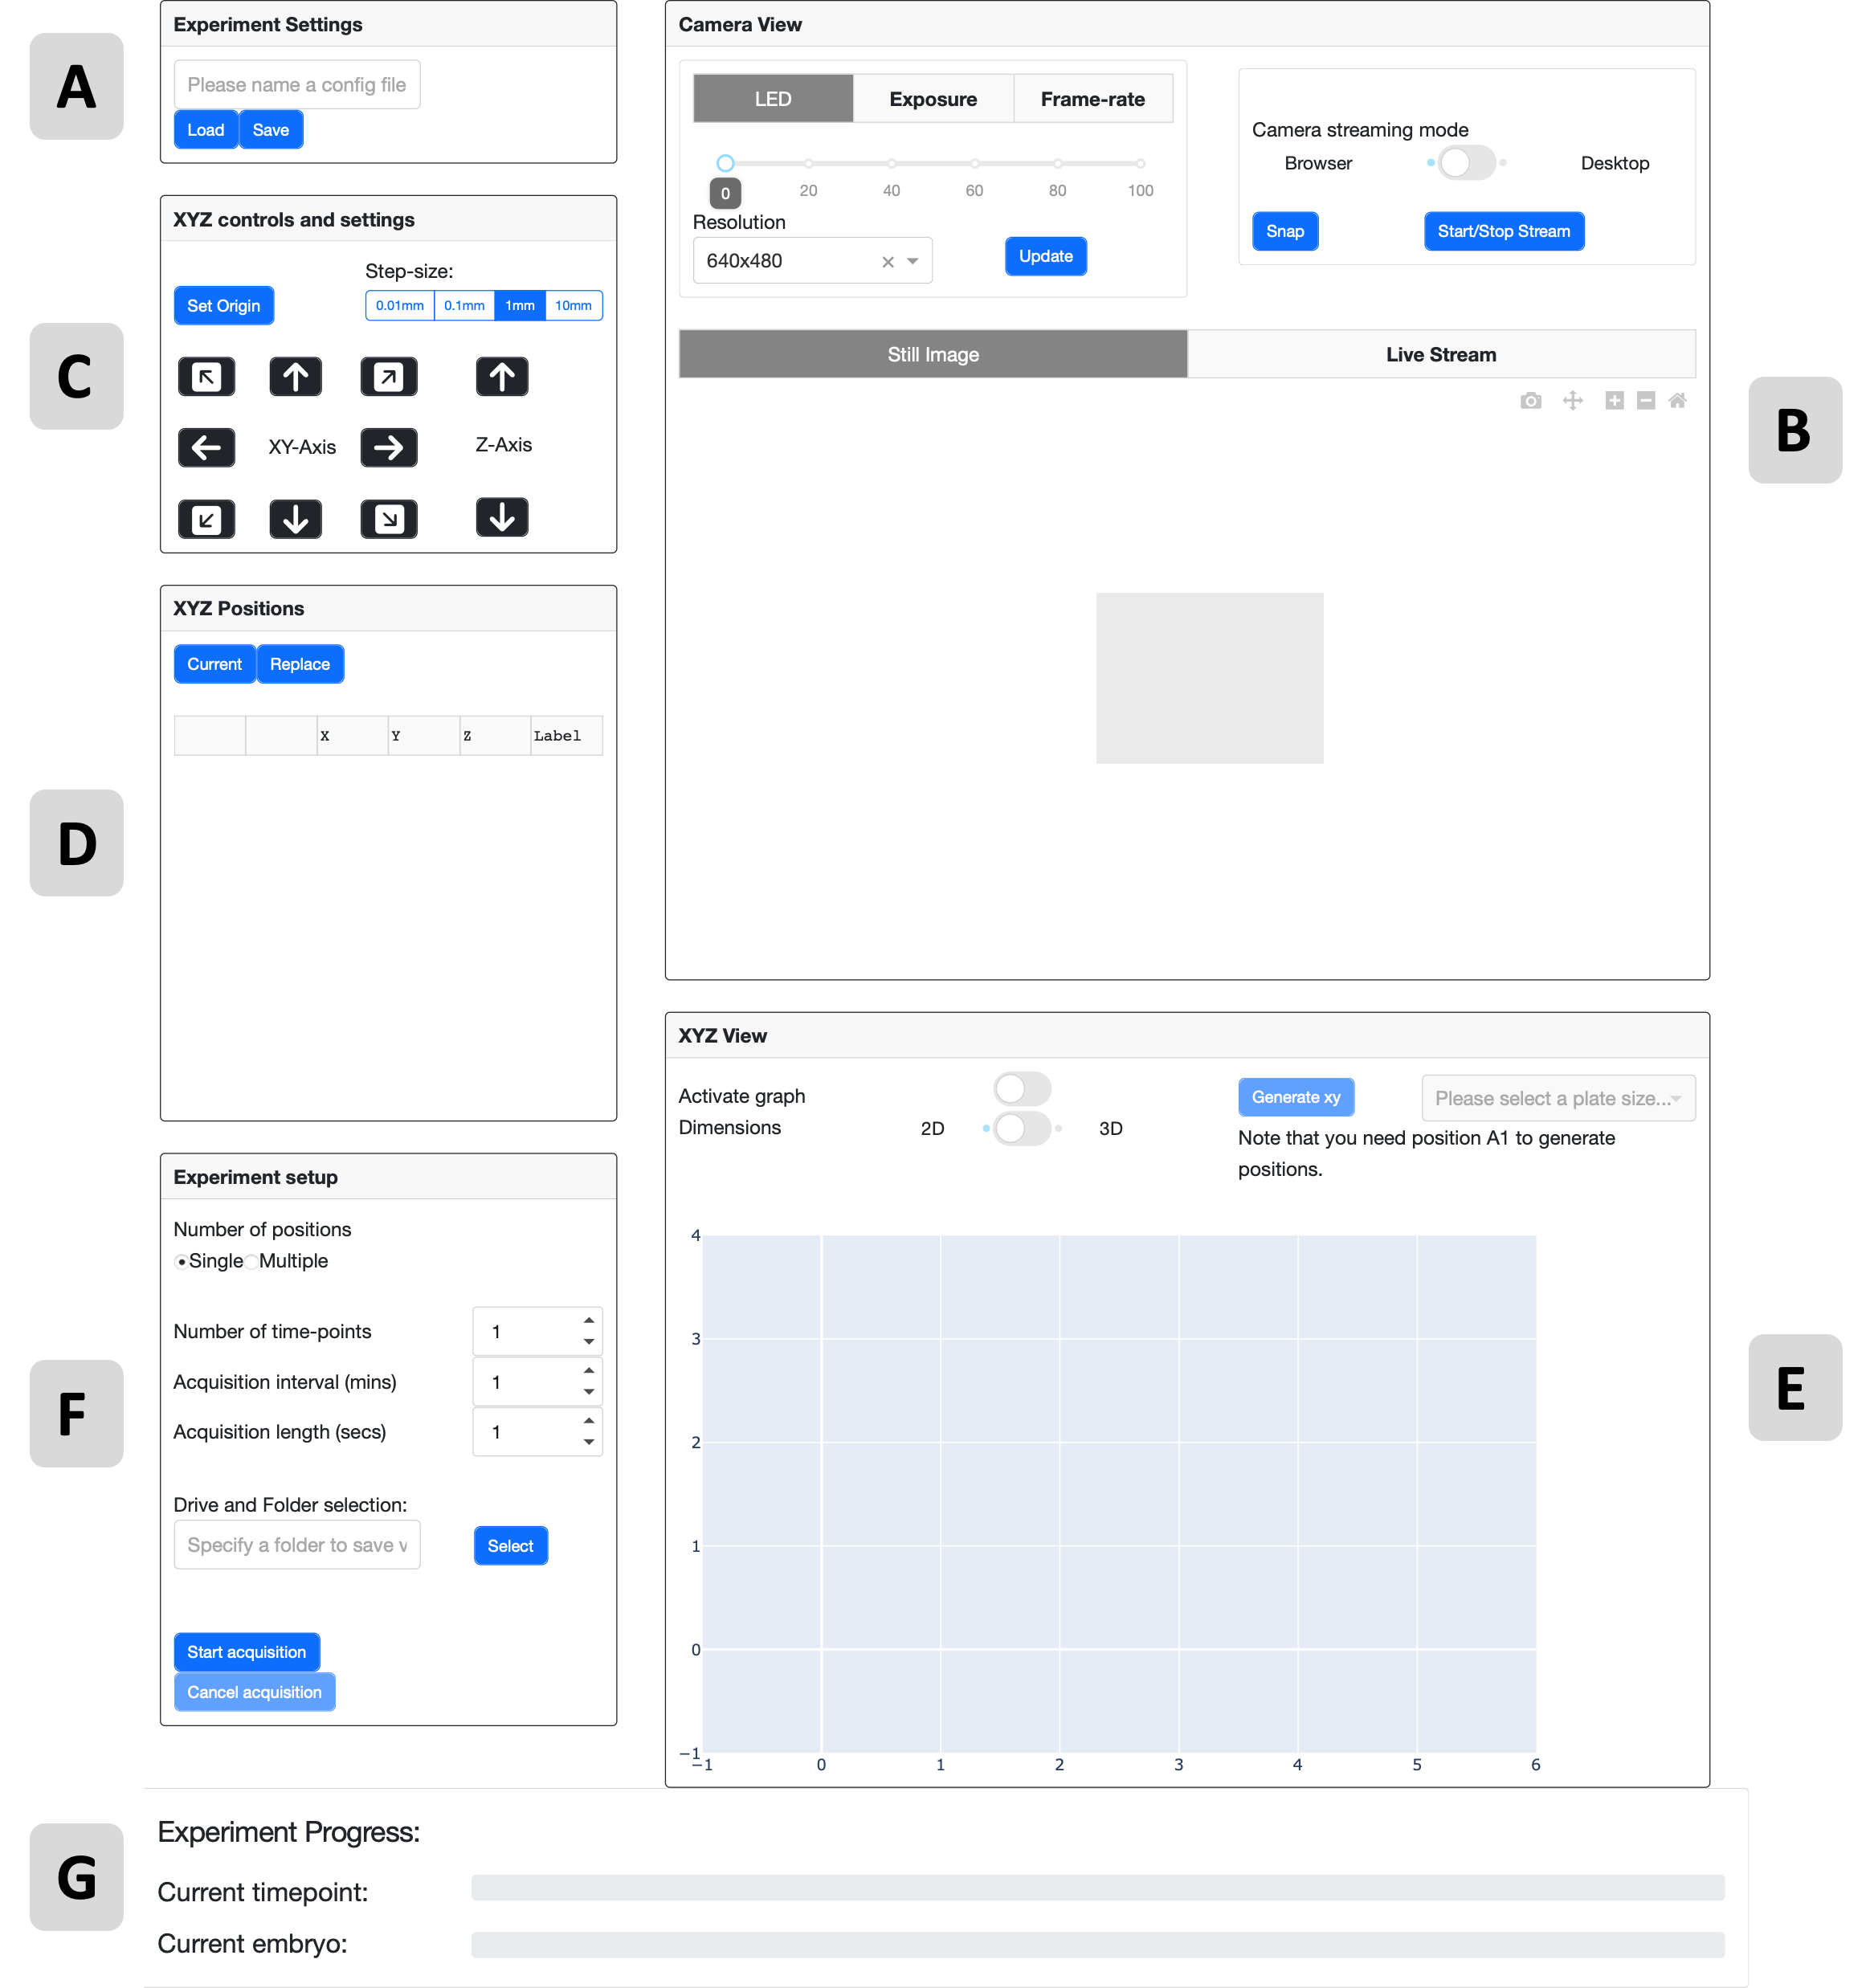 A
Experiment Settings
Please name a config file
Load Save
C
XYZ controls and settings
Step-size:
Set Origin 0.01mm 0.1mm 1mm 10mm
XY-Axis Z-Axis
D
XYZ Positions
Current Replace
X Y Z Label
F
Experiment setup
Number of positions
Single Multiple
Number of time-points 1
Acquisition interval (mins) 1
Acquisition length (secs) 1
Drive and Folder selection:
Specify a folder to save v
Select
Start acquisition
Cancel acquisition
B
Camera View
LED Exposure Frame-rate
0 20 40 60 80 100
Resolution
640x480
Update
Camera streaming mode
Browser Desktop
Snap Start/Stop Stream
Still Image Live Stream
E
XYZ View
Activate graph
Dimensions 2D 3D
Generate xy Please select a plate size...
Note that you need position A1 to generate
positions.
4
3
2
1
0
−1
−1 0 1 2 3 4 5 6
G
Experiment Progress:
Current timepoint:
Current embryo: